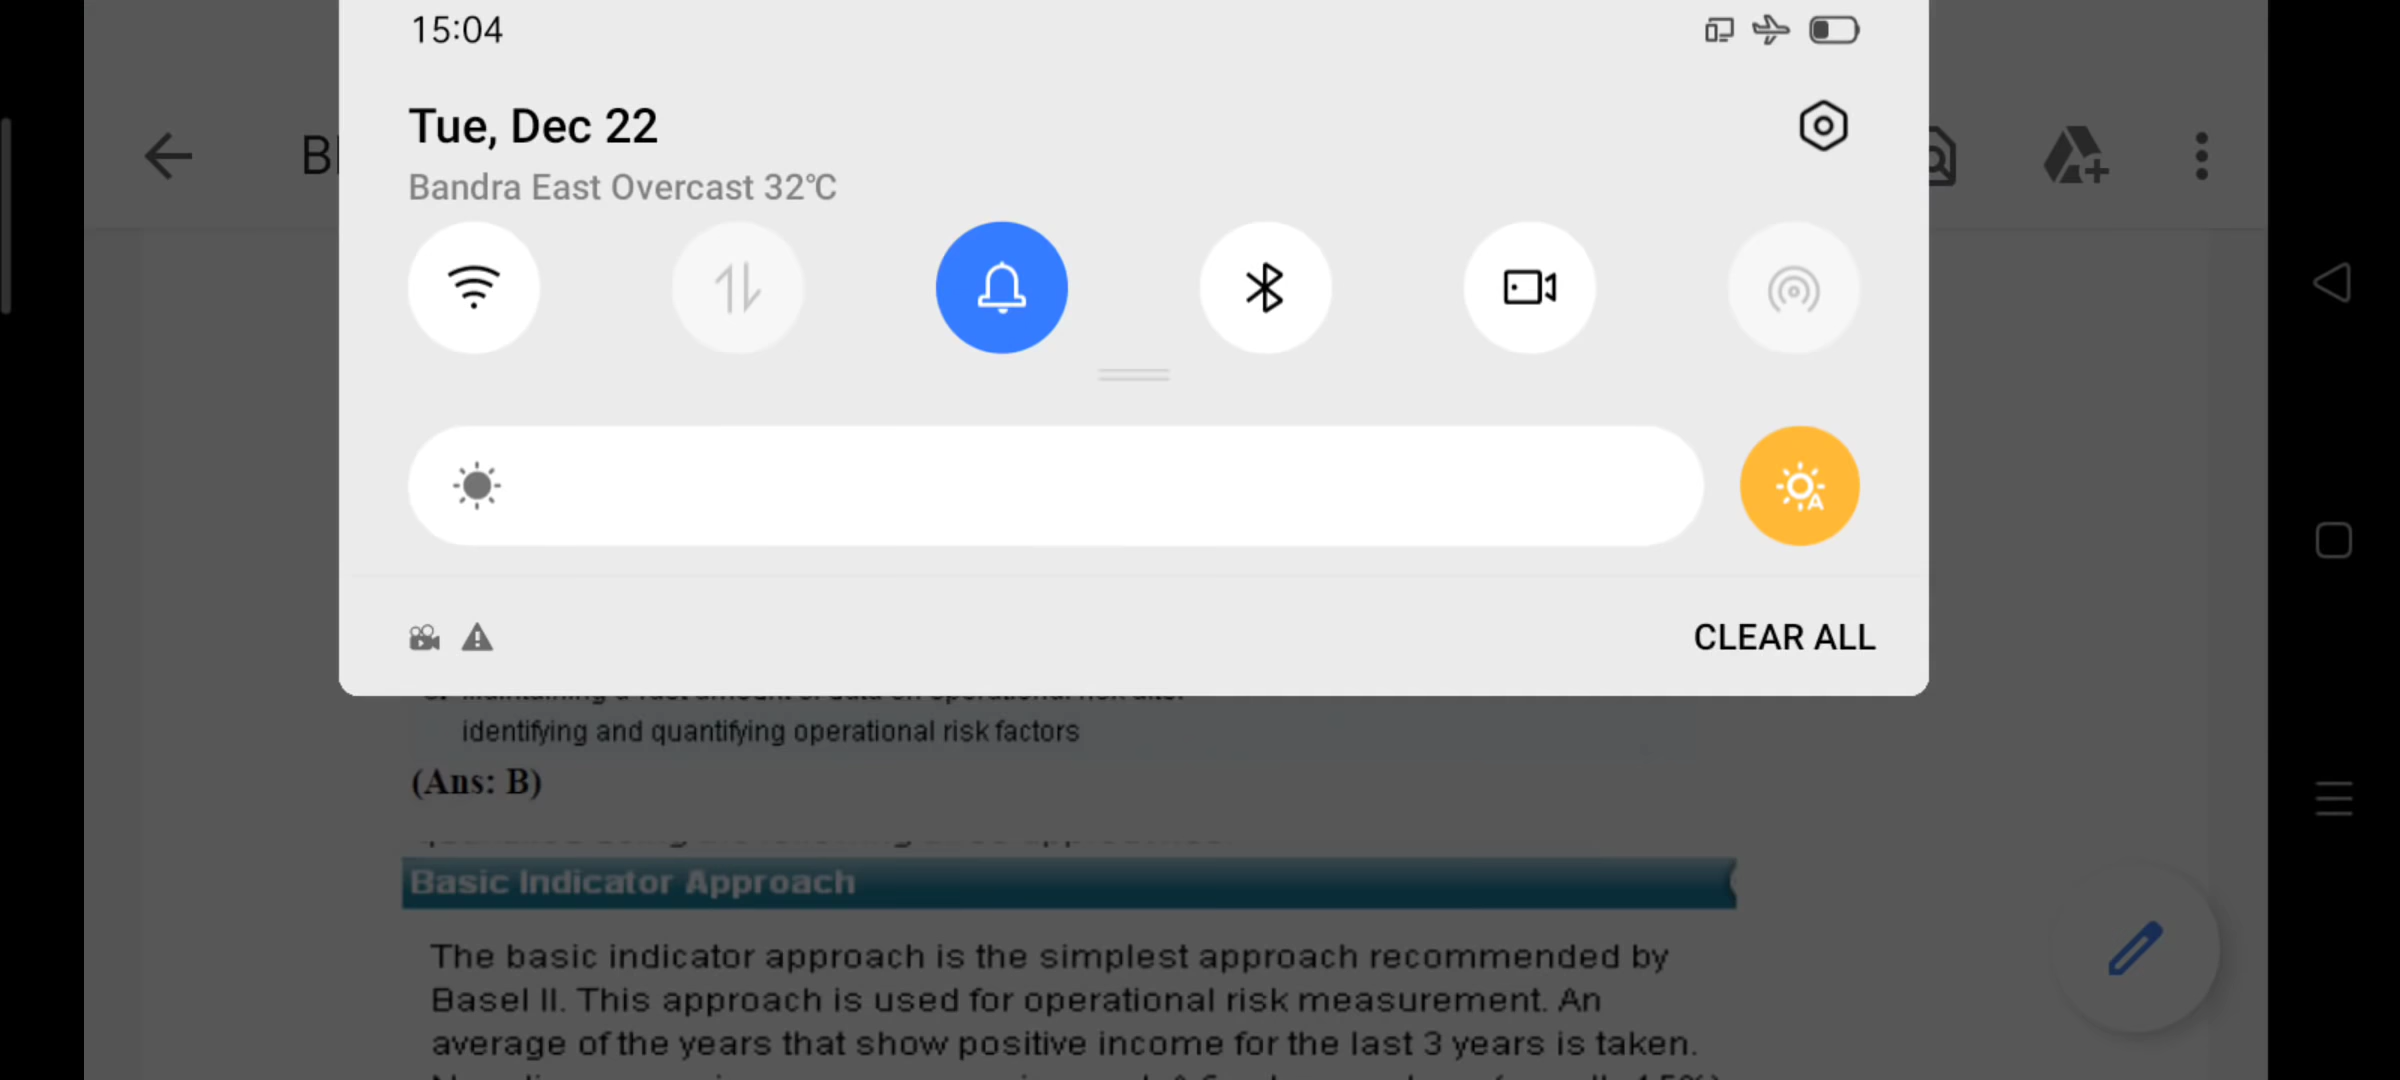 15:04
Tue, Dec 22
Bandra East Overcast 32°C
CLEAR ALL
identifying and quantifying operational risk factors
(Ans: B)
Basic Indicator Approach
The basic indicator approach is the simplest approach recommended by
Basel II. This approach is used for operational risk measurement. An
average of the years that show positive income for the last 3 years is taken.